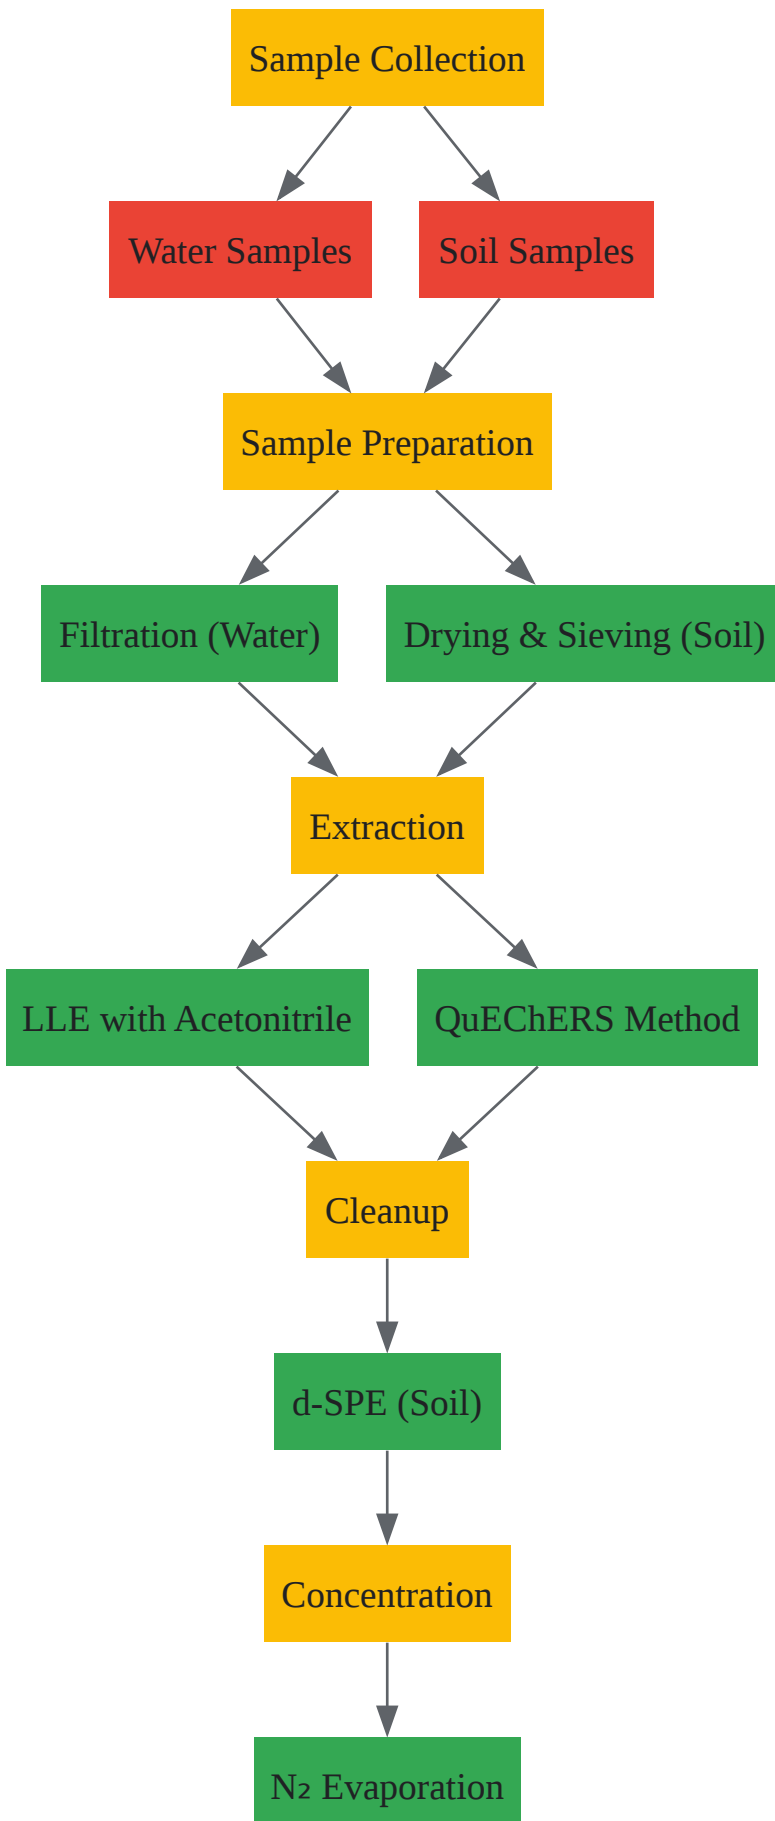 Sample Collection
Water Samples
Soil Samples
Sample Preparation
Filtration (Water)
Drying & Sieving (Soil)
Extraction
LLE with Acetonitrile
QuEChERS Method
Cleanup
d-SPE (Soil)
Concentration
N₂ Evaporation